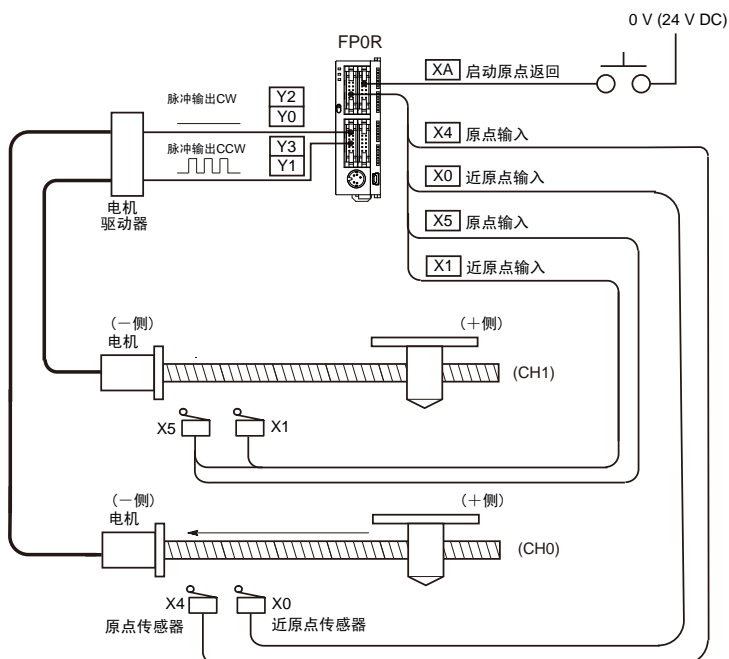 0 V (24 V DC)
FP0R
XA 启动原点返回
脉冲输出CW
Y2
Y0
X4 原点输入
脉冲输出CCW
Y3
Y1
X0 近原点输入
电机
驱动器
X5 原点输入
X1 近原点输入
（－侧）
电机
（＋侧）
(CH1)
X5
X1
（－侧）
电机
（＋侧）
(CH0)
X4
原点传感器
X0
近原点传感器